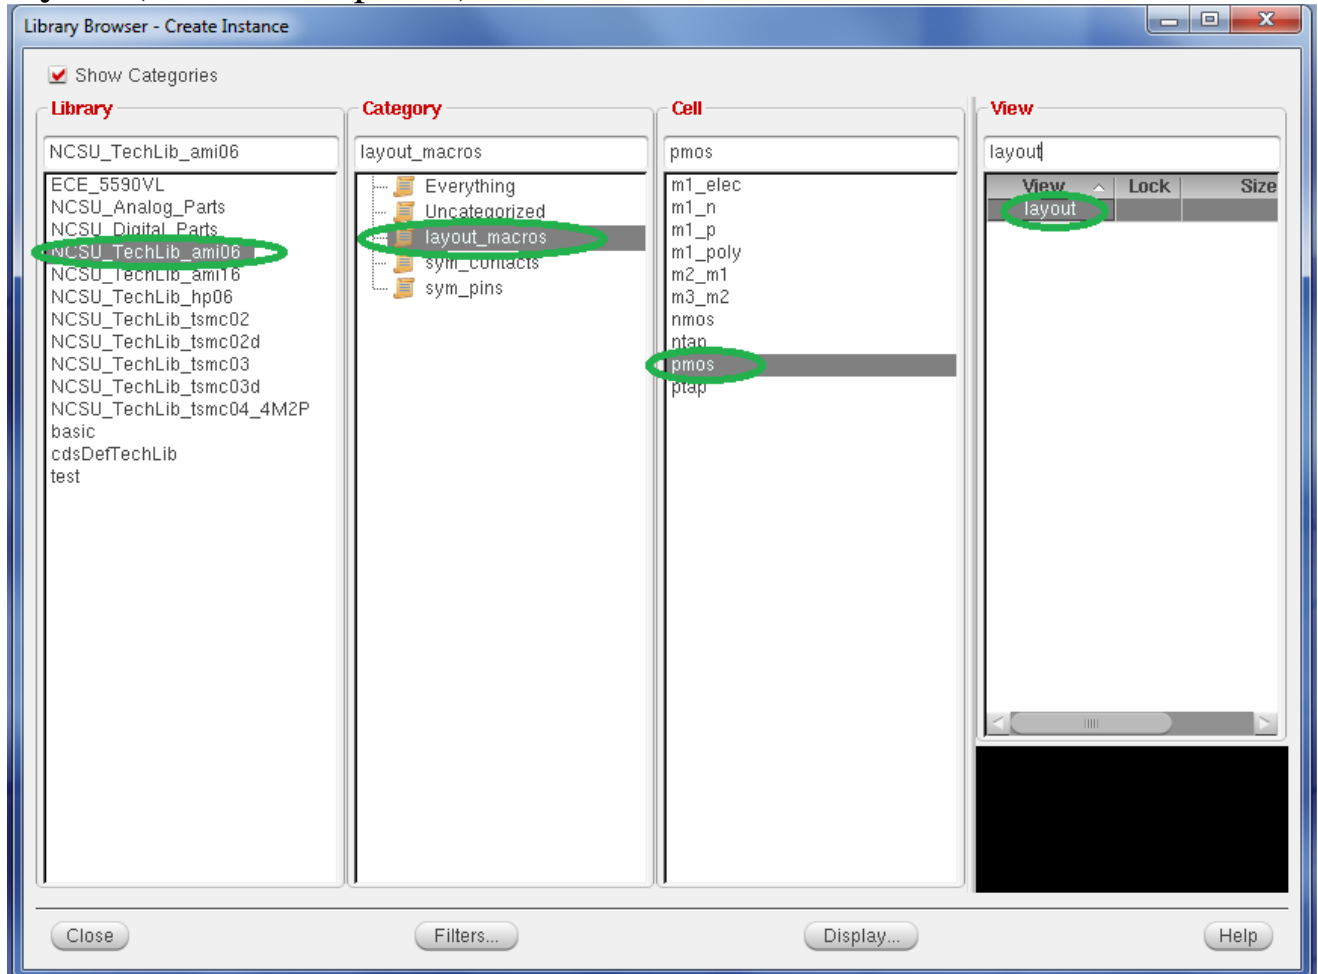 Library Browser - Create Instance
Show Categories
Library
NCSU_TechLib_ami06
ECE_5590VL
NCSU_Analog_Parts
NCSU_Digital_Parts
NCSU_TechLib_ami06
NCSU_TechLib_ami16
NCSU_TechLib_hp06
NCSU_TechLib_tsmc02
NCSU_TechLib_tsmc02d
NCSU_TechLib_tsmc03
NCSU_TechLib_tsmc03d
NCSU_TechLib_tsmc04_4M2P
basic
cdsDefTechLib
test
Category
layout_macros
Everything
Uncategorized
layout_macros
sym_contacts
sym_pins
Cell
pmos
m1_elec
m1_n
m1_p
m1_poly
m2_m1
m3_m2
nmos
ntap
pmos
ptap
View
layout
View Lock Size
layout
Close Filters... Display... Help